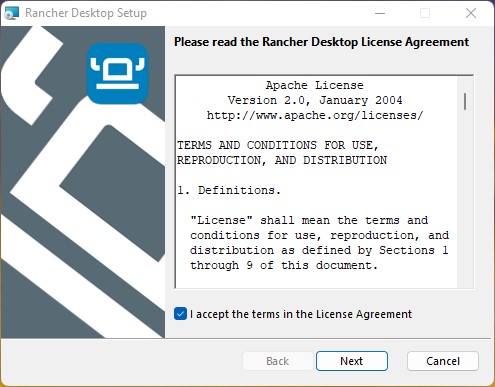 Rancher Desktop Setup
Please read the Rancher Desktop License Agreement
Apache License
Version 2.0, January 2004
http://www.apache.org/licenses/
TERMS AND CONDITIONS FOR USE,
REPRODUCTION, AND DISTRIBUTION
1. Definitions.
"License" shall mean the terms and
conditions for use, reproduction, and
distribution as defined by Sections 1
through 9 of this document.
I accept the terms in the License Agreement
Back Next Cancel